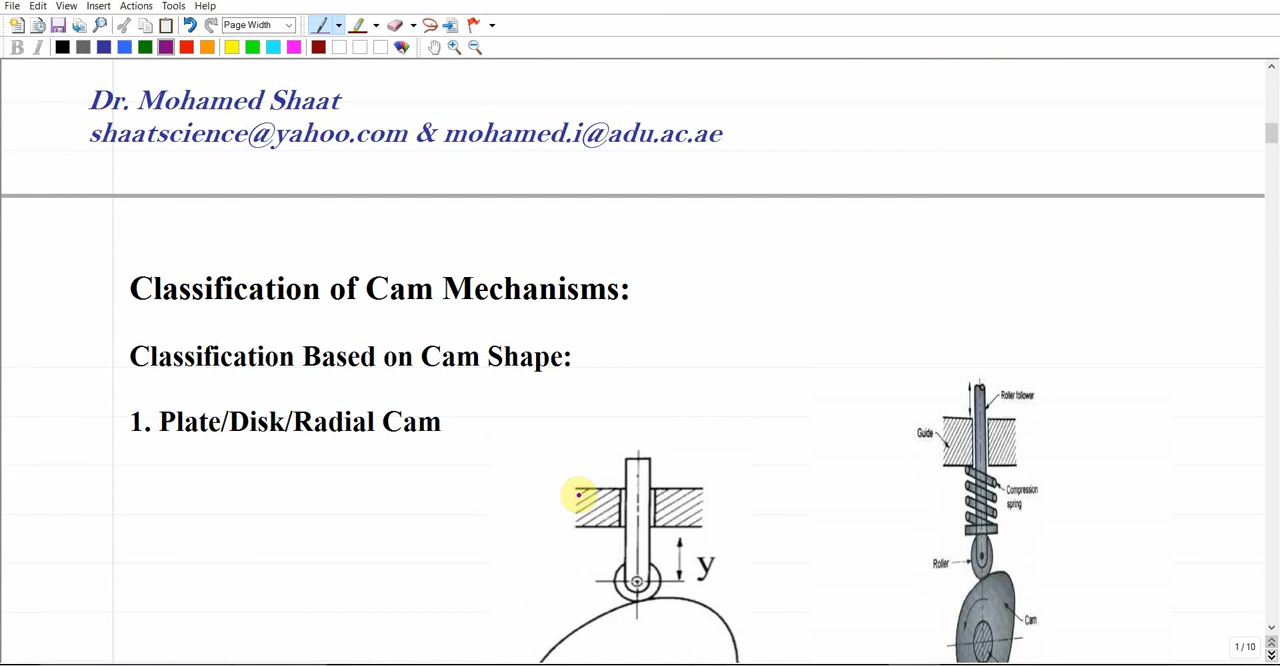 File Edit View Insert Actions Tools Help
Page Width
B I
Dr. Mohamed Shaat
shaatscience@yahoo.com & mohamed.i@adu.ac.ae
Classification of Cam Mechanisms:
Classification Based on Cam Shape:
1. Plate/Disk/Radial Cam
y
Roller follower
Guide
Compression
spring
Roller
Cam
1 / 10